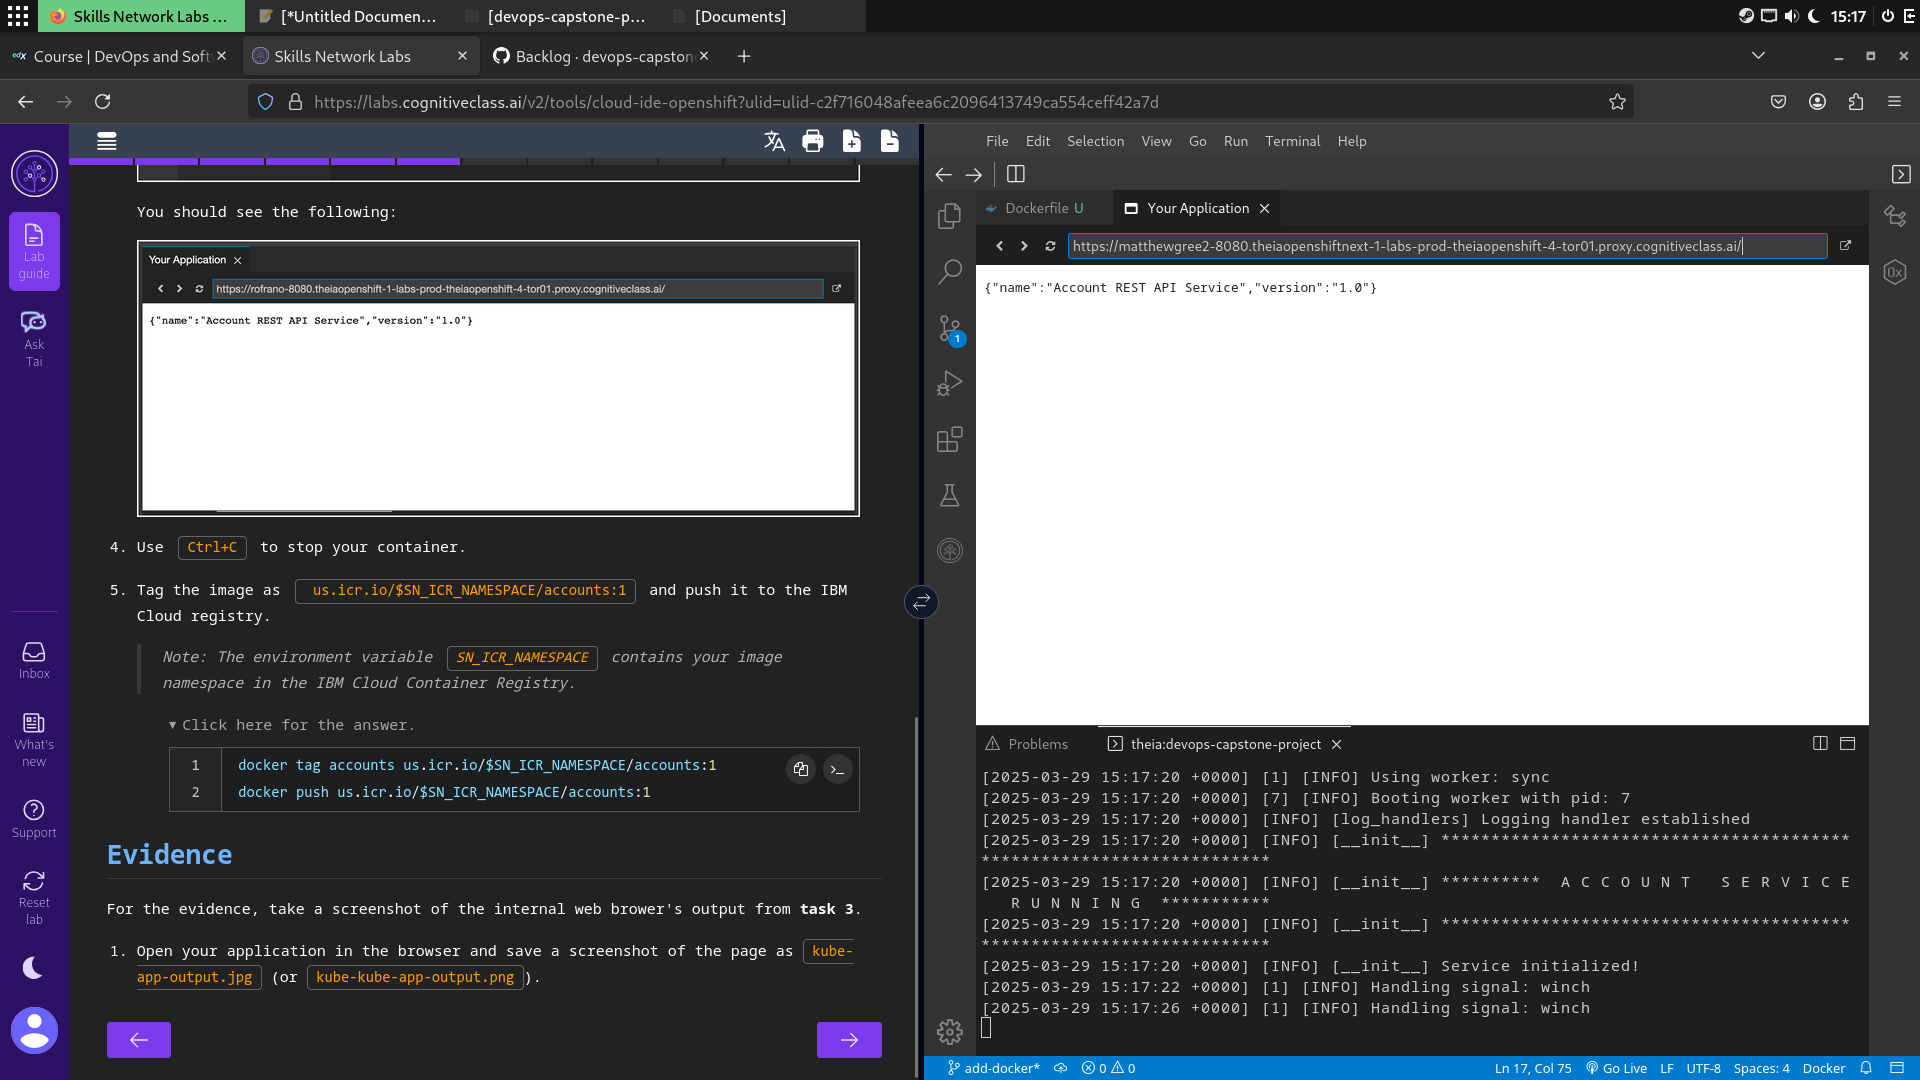 Skills Network Labs ...
[*Untitled Documen...
[devops-capstone-p...
[Documents]
15:17
edX Course | DevOps and Soft
Skills Network Labs
Backlog · devops-capston
https://labs.cognitiveclass.ai/v2/tools/cloud-ide-openshift?ulid=ulid-c2f716048afeea6c2096413749ca554ceff42a7d
Lab
guide
Ask
Tai
Inbox
What's
new
Support
Reset
lab
You should see the following:
Your Application
https://rofrano-8080.theiaopenshift-1-labs-prod-theiaopenshift-4-tor01.proxy.cognitiveclass.ai/
{"name":"Account REST API Service","version":"1.0"}
4. Use Ctrl+C to stop your container.
5. Tag the image as us.icr.io/$SN_ICR_NAMESPACE/accounts:1 and push it to the IBM
Cloud registry.
Note: The environment variable SN_ICR_NAMESPACE contains your image
namespace in the IBM Cloud Container Registry.
▼ Click here for the answer.
1 docker tag accounts us.icr.io/$SN_ICR_NAMESPACE/accounts:1
2 docker push us.icr.io/$SN_ICR_NAMESPACE/accounts:1
Evidence
For the evidence, take a screenshot of the internal web brower's output from task 3.
1. Open your application in the browser and save a screenshot of the page as kube-
app-output.jpg (or kube-kube-app-output.png).
File Edit Selection View Go Run Terminal Help
Dockerfile U
Your Application
https://matthewgree2-8080.theiaopenshiftnext-1-labs-prod-theiaopenshift-4-tor01.proxy.cognitiveclass.ai/
{"name":"Account REST API Service","version":"1.0"}
1
0x
Problems
theia:devops-capstone-project
[2025-03-29 15:17:20 +0000] [1] [INFO] Using worker: sync
[2025-03-29 15:17:20 +0000] [7] [INFO] Booting worker with pid: 7
[2025-03-29 15:17:20 +0000] [INFO] [log_handlers] Logging handler established
[2025-03-29 15:17:20 +0000] [INFO] [__init__] *****************************************
*****************************
[2025-03-29 15:17:20 +0000] [INFO] [__init__] ********** A C C O U N T   S E R V I C E
R U N N I N G ***********
[2025-03-29 15:17:20 +0000] [INFO] [__init__] *****************************************
*****************************
[2025-03-29 15:17:20 +0000] [INFO] [__init__] Service initialized!
[2025-03-29 15:17:22 +0000] [1] [INFO] Handling signal: winch
[2025-03-29 15:17:26 +0000] [1] [INFO] Handling signal: winch
add-docker* 0 0 Ln 17, Col 75 Go Live LF UTF-8 Spaces: 4 Docker